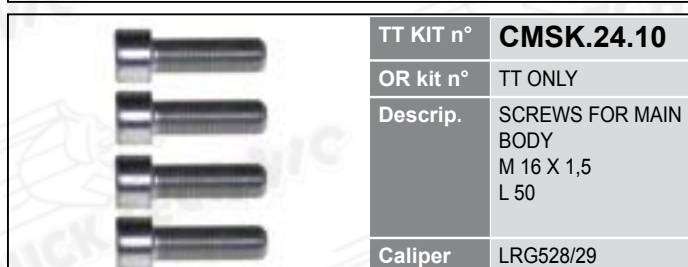 TT KIT n° CMSK.24.10
OR kit n° TT ONLY
Descrip. SCREWS FOR MAIN
BODY
M 16 X 1,5
L 50
Caliper LRG528/29